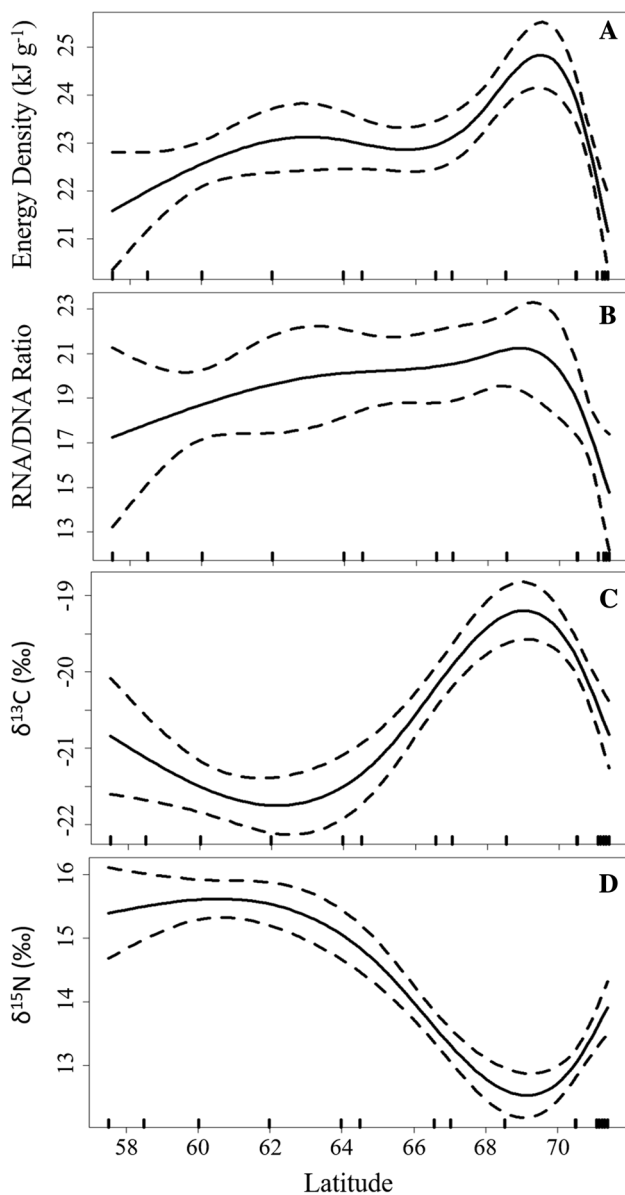 A
Energy Density (kJ g⁻¹)
25
24
23
22
21
B
RNA/DNA Ratio
23
21
19
17
15
13
C
δ¹³C (‰)
-19
-20
-21
-22
D
δ¹⁵N (‰)
16
15
14
13
58 60 62 64 66 68 70
Latitude